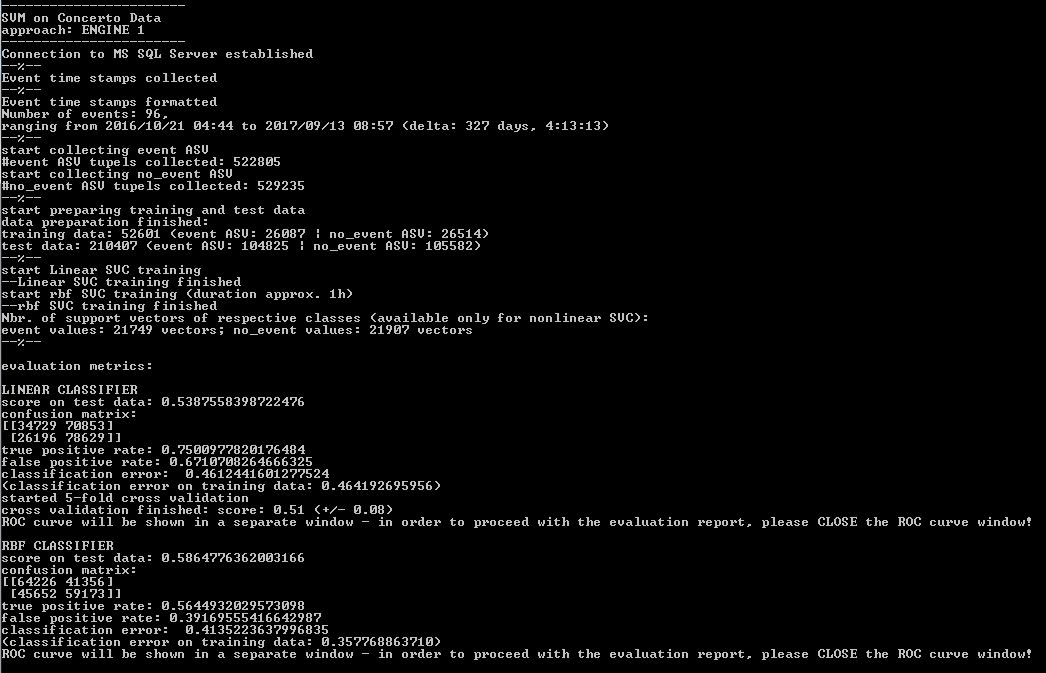 -----------------------
SVM on Concerto Data
approach: ENGINE 1
-----------------------
Connection to MS SQL Server established
--%--
Event time stamps collected
--%--
Event time stamps formatted
Number of events: 96,
ranging from 2016/10/21 04:44 to 2017/09/13 08:57 (delta: 327 days, 4:13:13)
--%--
start collecting event ASV
#event ASV tupels collected: 522805
start collecting no_event ASV
#no_event ASV tupels collected: 529235
--%--
start preparing training and test data
data preparation finished:
training data: 52601 (event ASV: 26087 | no_event ASV: 26514)
test data: 210407 (event ASV: 104825 | no_event ASV: 105582)
--%--
start Linear SVC training
--Linear SVC training finished
start rbf SVC training (duration approx. 1h)
--rbf SVC training finished
Nbr. of support vectors of respective classes (available only for nonlinear SVC):
event values: 21749 vectors; no_event values: 21907 vectors
--%--
evaluation metrics:
LINEAR CLASSIFIER
score on test data: 0.5387558398722476
confusion matrix:
[[34729 70853]
 [26196 78629]]
true positive rate: 0.7500977820176484
false positive rate: 0.6710708264666325
classification error:  0.4612441601277524
(classification error on training data: 0.464192695956)
started 5-fold cross validation
cross validation finished: score: 0.51 (+/- 0.08)
ROC curve will be shown in a separate window - in order to proceed with the evaluation report, please CLOSE the ROC curve window!
RBF CLASSIFIER
score on test data: 0.5864776362003166
confusion matrix:
[[64226 41356]
 [45652 59173]]
true positive rate: 0.5644932029573098
false positive rate: 0.39169555416642987
classification error:  0.4135223637996835
(classification error on training data: 0.357768863710)
ROC curve will be shown in a separate window - in order to proceed with the evaluation report, please CLOSE the ROC curve window!